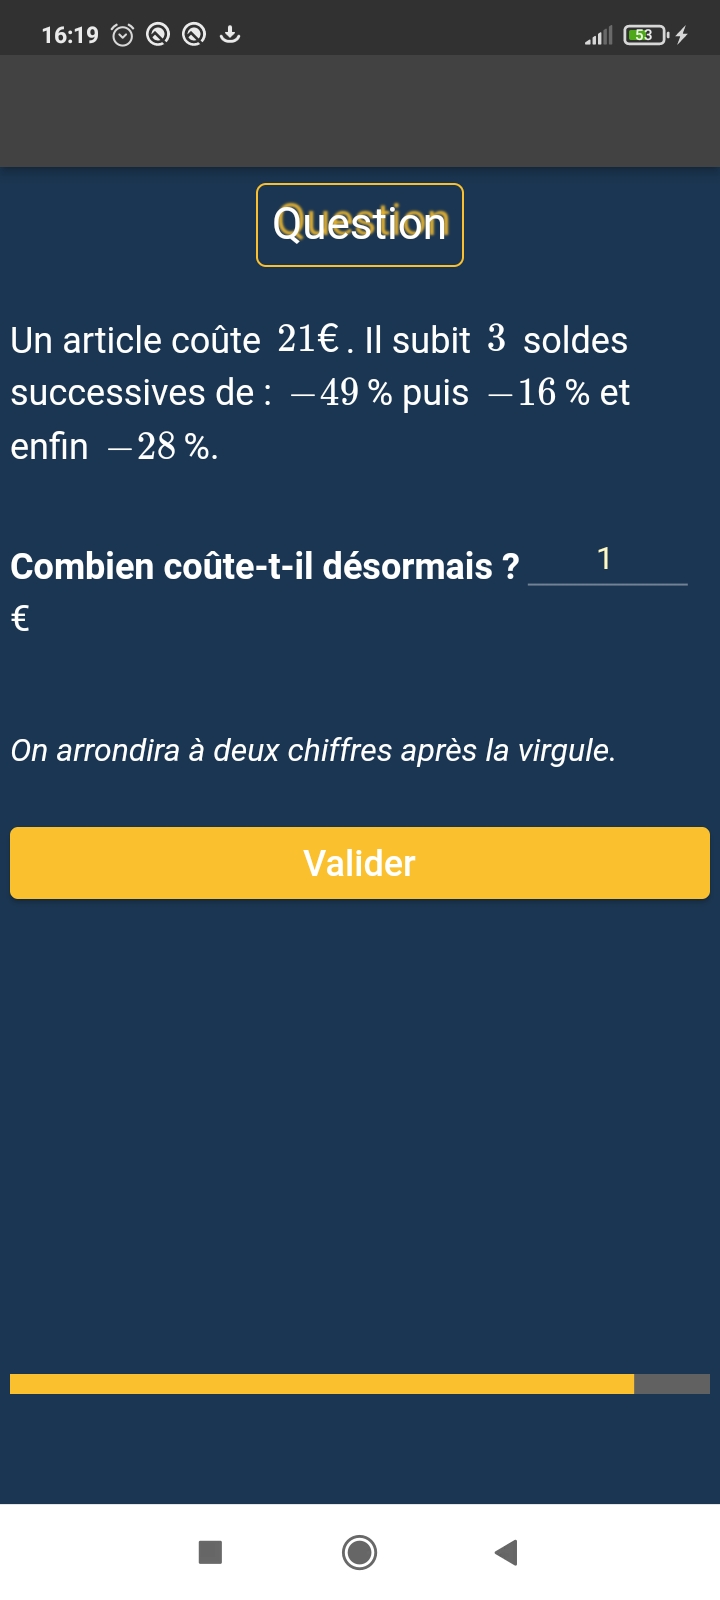 16:19
53
Question
Un article coûte 21€. Il subit 3 soldes
successives de : −49 % puis −16 % et
enfin −28 %.
Combien coûte-t-il désormais ? 1
€
On arrondira à deux chiffres après la virgule.
Valider